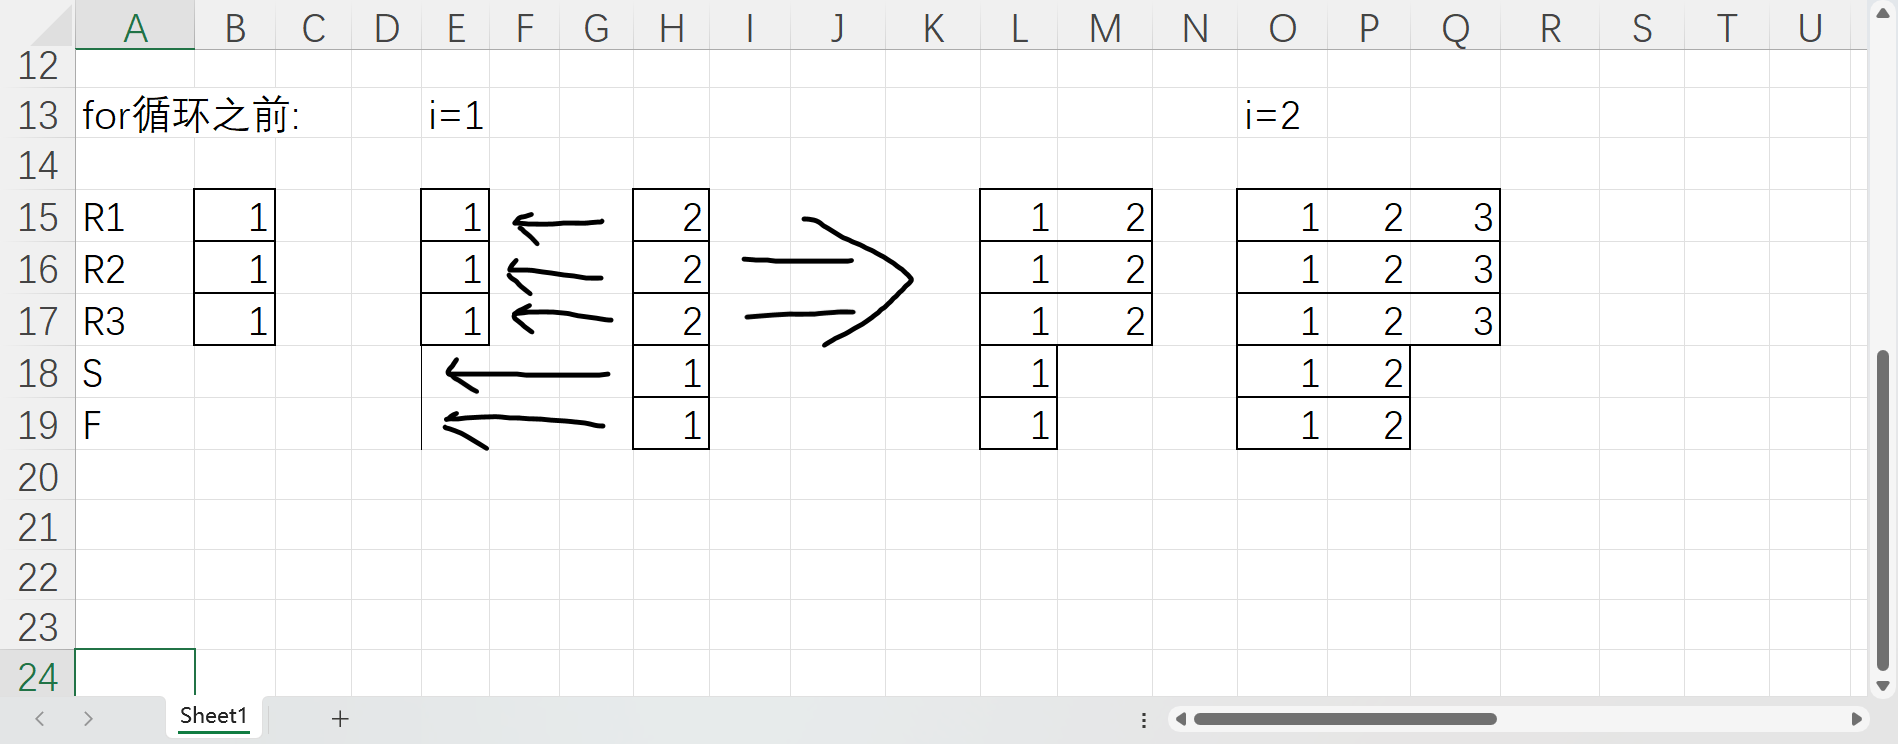 A B C D E F G H I J K L M N O P Q R S T U
12
13 for循环之前: i=1 i=2
14
15 R1 1 1 2 1 2 1 2 3
16 R2 1 1 2 1 2 1 2 3
17 R3 1 1 2 1 2 1 2 3
18 S 1 1 1 2
19 F 1 1 1 2
20
21
22
23
24
Sheet1 +